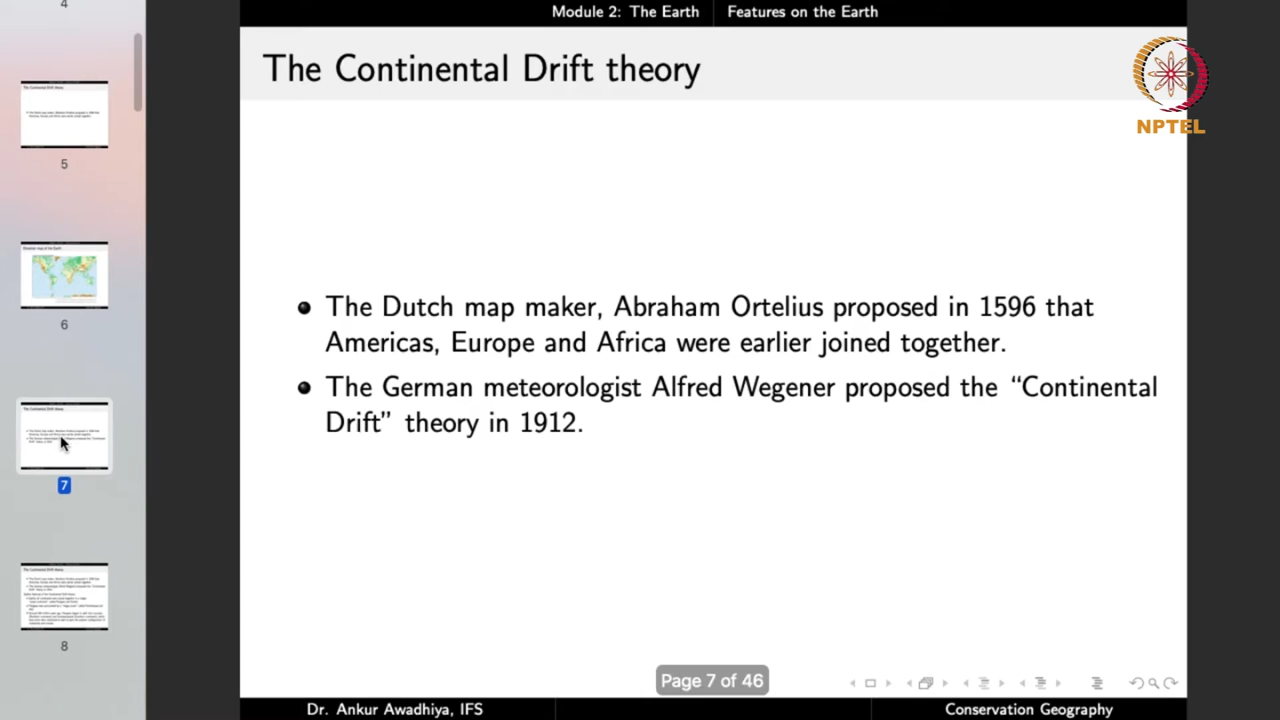 4
Module 2: The Earth
Features on the Earth
The Continental Drift theory
NPTEL
5
6
7
8
• The Dutch map maker, Abraham Ortelius proposed in 1596 that
Americas, Europe and Africa were earlier joined together.
• The German meteorologist Alfred Wegener proposed the “Continental
Drift” theory in 1912.
Page 7 of 46
Dr. Ankur Awadhiya, IFS
Conservation Geography